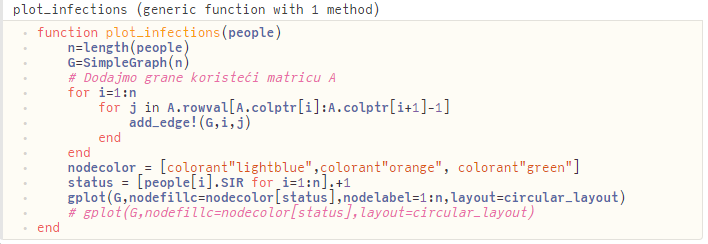 plot_infections (generic function with 1 method)
function plot_infections(people)
    n=length(people)
    G=SimpleGraph(n)
    # Dodajmo grane koristeći matricu A
    for i=1:n
        for j in A.rowval[A.colptr[i]:A.colptr[i+1]-1]
            add_edge!(G,i,j)
        end
    end
    nodecolor = [colorant"lightblue",colorant"orange", colorant"green"]
    status = [people[i].SIR for i=1:n].+1
    gplot(G,nodefillc=nodecolor[status],nodelabel=1:n,layout=circular_layout)
    # gplot(G,nodefillc=nodecolor[status],layout=circular_layout)
end